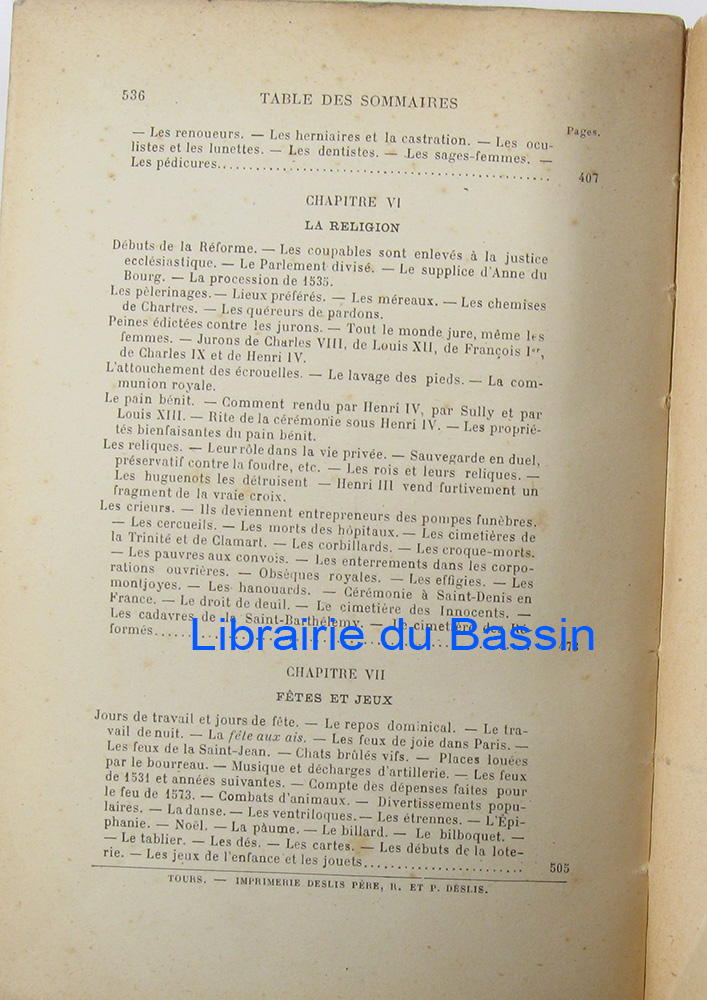 536
TABLE DES SOMMAIRES
Pages.
— Les renoueurs. — Les herniaires et la castration. — Les ocu-
listes et les lunettes. — Les dentistes. — Les sages-femmes. —
Les pédicures.................................................. 407
CHAPITRE VI
LA RELIGION
Débuts de la Réforme. — Les coupables sont enlevés à la justice
ecclésiastique. — Le Parlement divisé. — Le supplice d'Anne du
Bourg. — La procession de 1535.
Les pèlerinages. — Lieux préférés. — Les méreaux. — Les chemises
de Chartres. — Les quéreurs de pardons.
Peines édictées contre les jurons. — Tout le monde jure, même les
femmes. — Jurons de Charles VIII, de Louis XII, de François Ier,
de Charles IX et de Henri IV.
L'attouchement des écrouelles. — Le lavage des pieds. — La com-
munion royale.
Le pain bénit. — Comment rendu par Henri IV, par Sully et par
Louis XIII. — Rite de la cérémonie sous Henri IV. — Les proprié-
tés bienfaisantes du pain bénit.
Les reliques. — Leur rôle dans la vie privée. — Sauvegarde en duel,
préservatif contre la foudre, etc. — Les rois et leurs reliques. —
Les huguenots les détruisent — Henri III vend furtivement un
fragment de la vraie croix.
Les crieurs. — Ils deviennent entrepreneurs des pompes funèbres.
— Les cercueils. — Les morts des hôpitaux. — Les cimetières de
la Trinité et de Clamart. — Les corbillards. — Les croque-morts.
— Les pauvres aux convois. — Les enterrements dans les corpo-
rations ouvrières. — Obsèques royales. — Les effigies. — Les
montjoyes. — Les hanouards. — Cérémonie à Saint-Denis en
France. — Le droit de deuil. — Le cimetière des Innocents. —
Les cadavres de la Saint-Barthélemy. — Le cimetière des Ré-
formés..................................................
Librairie du Bassin
CHAPITRE VII
FÊTES ET JEUX
Jours de travail et jours de fête. — Le repos dominical. — Le tra-
vail de nuit. — La fête aux ais. — Les feux de joie dans Paris. —
Les feux de la Saint-Jean. — Chats brûlés vifs. — Places louées
par le bourreau. — Musique et décharges d'artillerie. — Les feux
de 1531 et années suivantes. — Compte des dépenses faites pour
le feu de 1573. — Combats d'animaux. — Divertissements popu-
laires. — La danse. — Les ventriloques. — Les étrennes. — L'Épi-
phanie. — Noël. — La paume. — Le billard. — Le bilboquet. —
— Le tablier. — Les dés. — Les cartes. — Les débuts de la lote-
rie. — Les jeux de l'enfance et les jouets........................ 505
TOURS. — IMPRIMERIE DESLIS PÈRE, R. ET P. DESLIS.